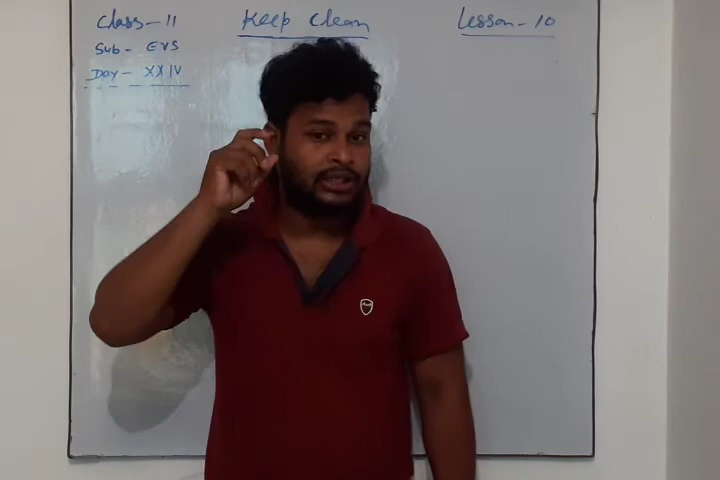 Class- II
Keep Clean
Lesson- 10
Sub- EVS
Day- XXIV